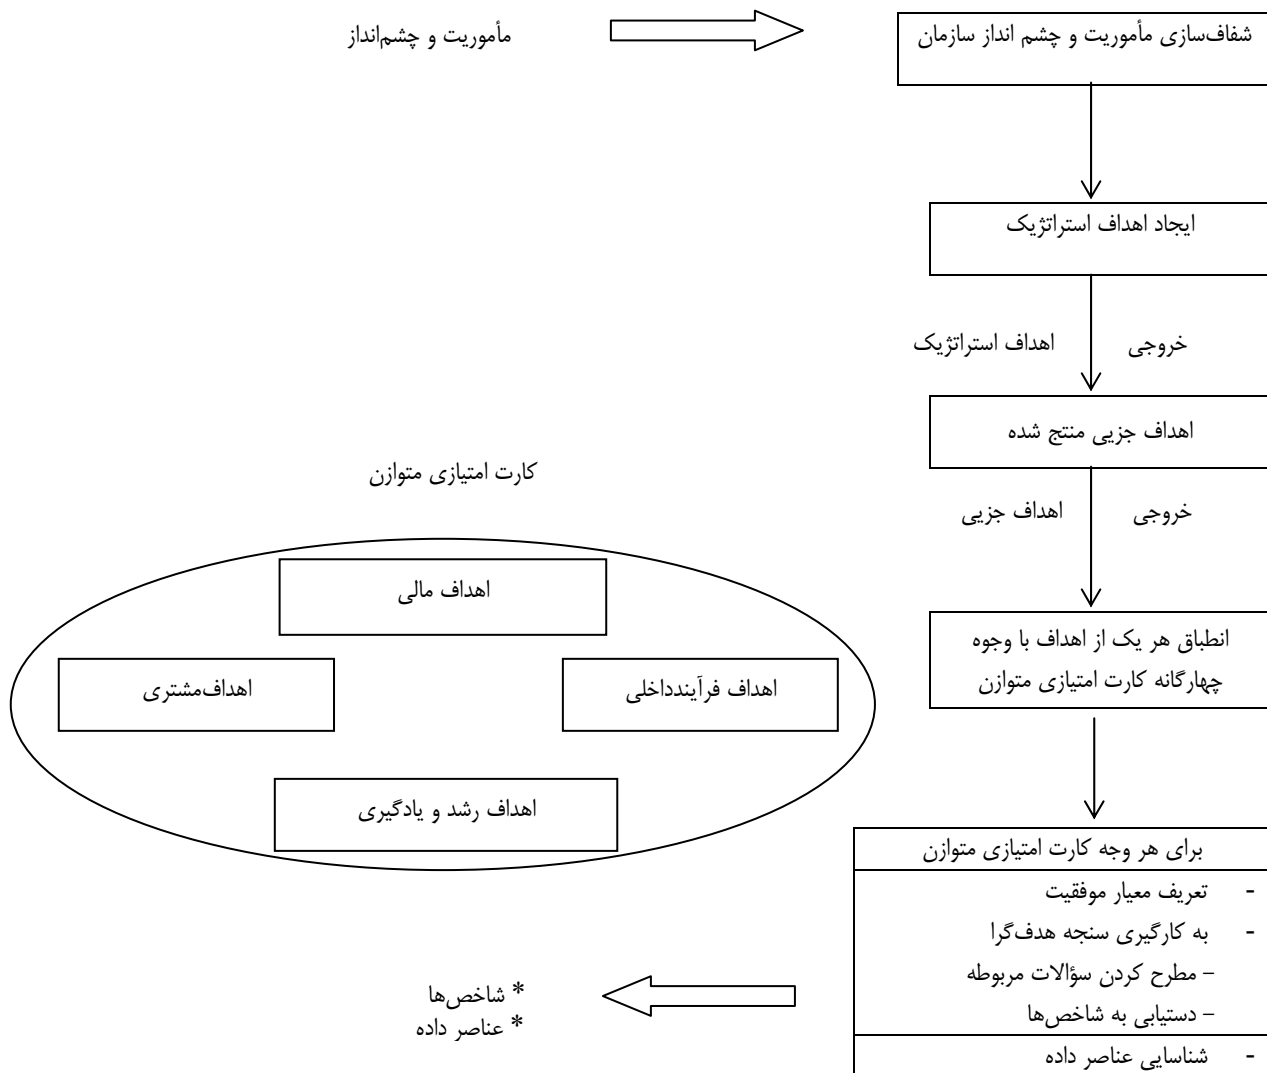 شفاف‌سازی مأموریت و چشم انداز سازمان
مأموریت و چشم‌انداز
ایجاد اهداف استراتژیک
خروجی
اهداف استراتژیک
اهداف جزیی منتج شده
خروجی
اهداف جزیی
انطباق هر یک از اهداف با وجوه
چهارگانه کارت امتیازی متوازن
کارت امتیازی متوازن
اهداف مالی
اهداف فرآیندداخلی
اهداف‌مشتری
اهداف رشد و یادگیری
برای هر وجه کارت امتیازی متوازن
- تعریف معیار موفقیت
- به کارگیری سنجه هدف‌گرا
– مطرح کردن سؤالات مربوطه
– دستیابی به شاخص‌ها
- شناسایی عناصر داده
* شاخص‌ها
* عناصر داده